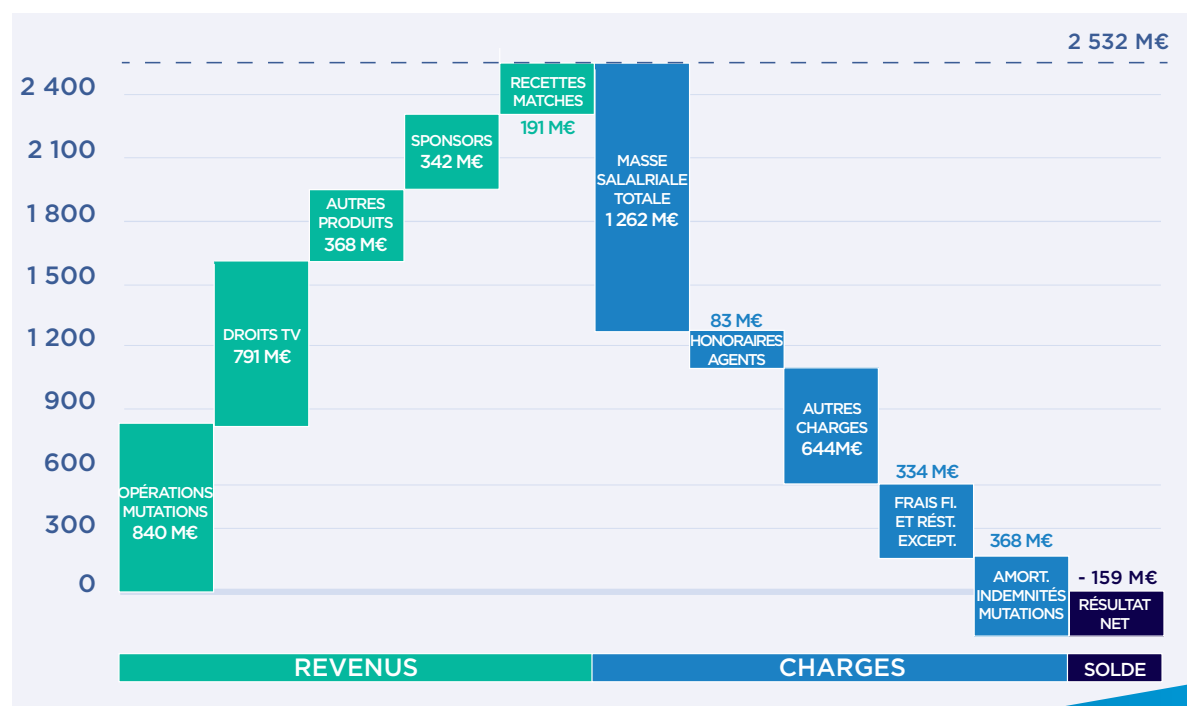 2 532 M€
2 400
2 100
1 800
1 500
1 200
900
600
300
0
OPÉRATIONS
MUTATIONS
840 M€
DROITS TV
791 M€
AUTRES
PRODUITS
368 M€
SPONSORS
342 M€
RECETTES
MATCHES
191 M€
MASSE
SALALRIALE
TOTALE
1 262 M€
83 M€
HONORAIRES
AGENTS
AUTRES
CHARGES
644M€
334 M€
FRAIS FI.
ET RÉST.
EXCEPT.
368 M€
AMORT.
INDEMNITÉS
MUTATIONS
- 159 M€
RÉSULTAT
NET
REVENUS
CHARGES
SOLDE